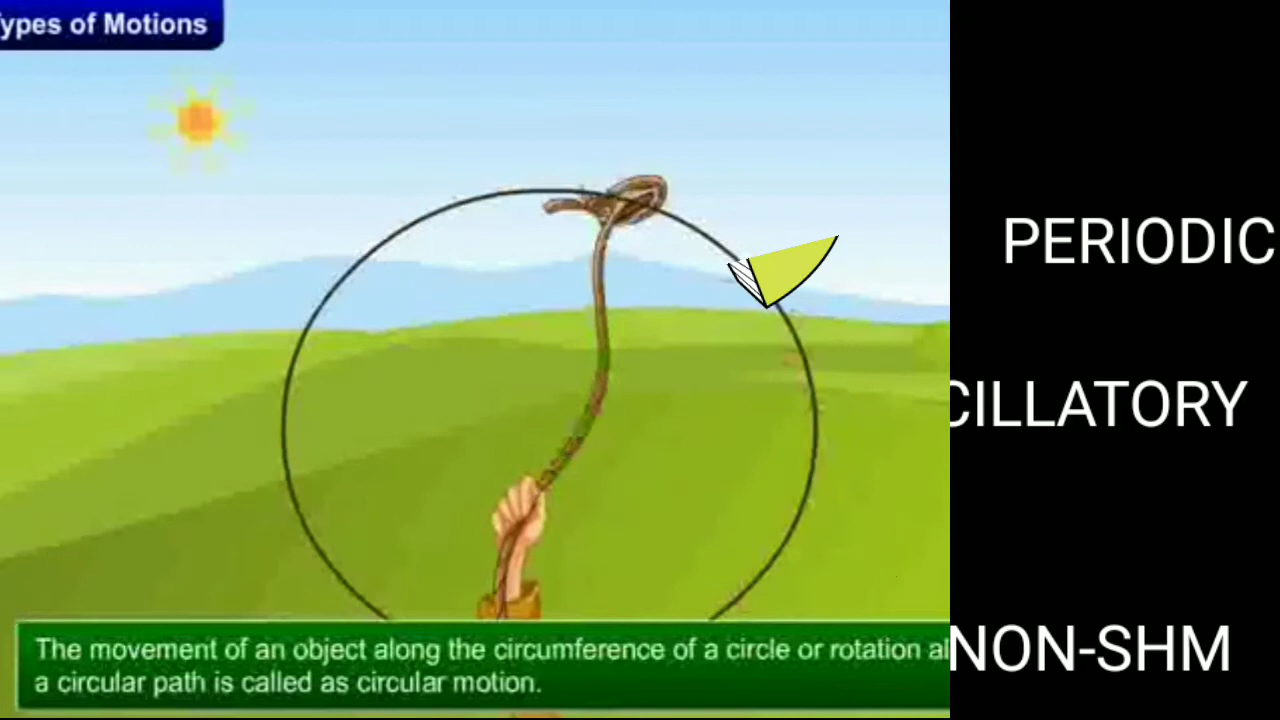 ypes of Motions
PERIODIC
CILLATORY
The movement of an object along the circumference of a circle or rotation al
a circular path is called as circular motion.
NON-SHM